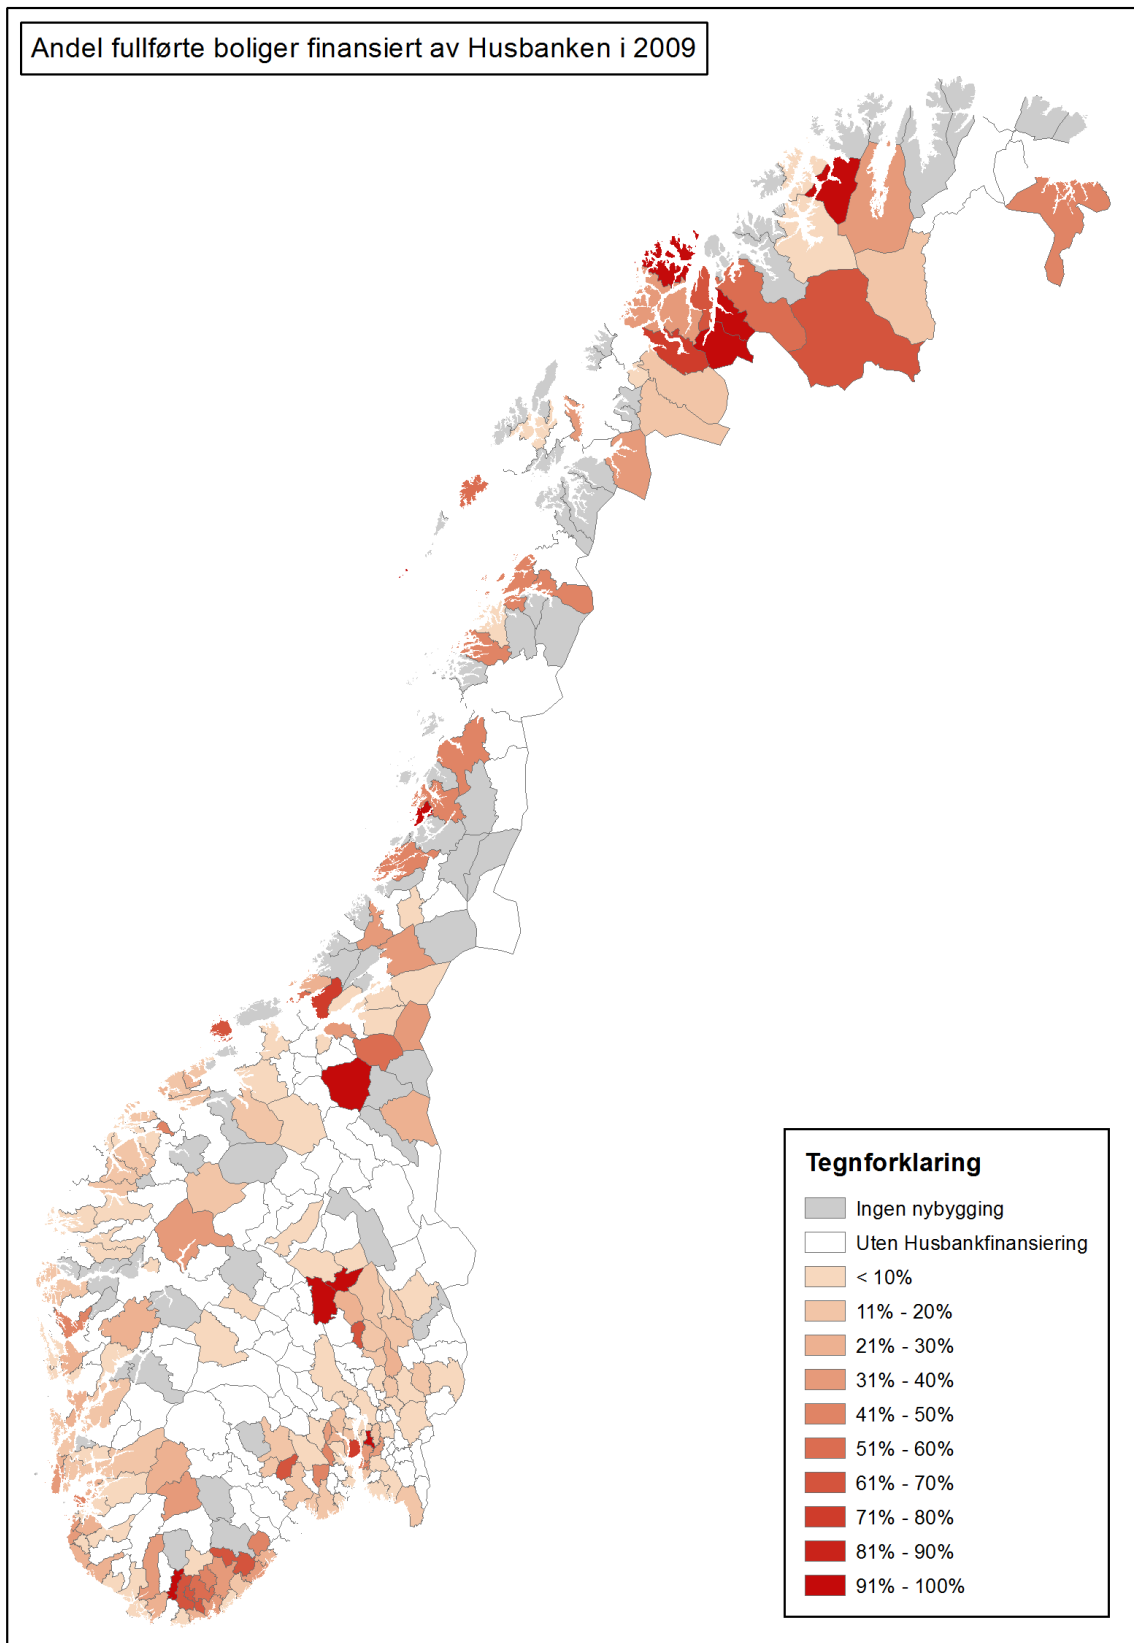 Andel fullførte boliger finansiert av Husbanken i 2009
Tegnforklaring
Ingen nybygging
Uten Husbankfinansiering
< 10%
11% - 20%
21% - 30%
31% - 40%
41% - 50%
51% - 60%
61% - 70%
71% - 80%
81% - 90%
91% - 100%